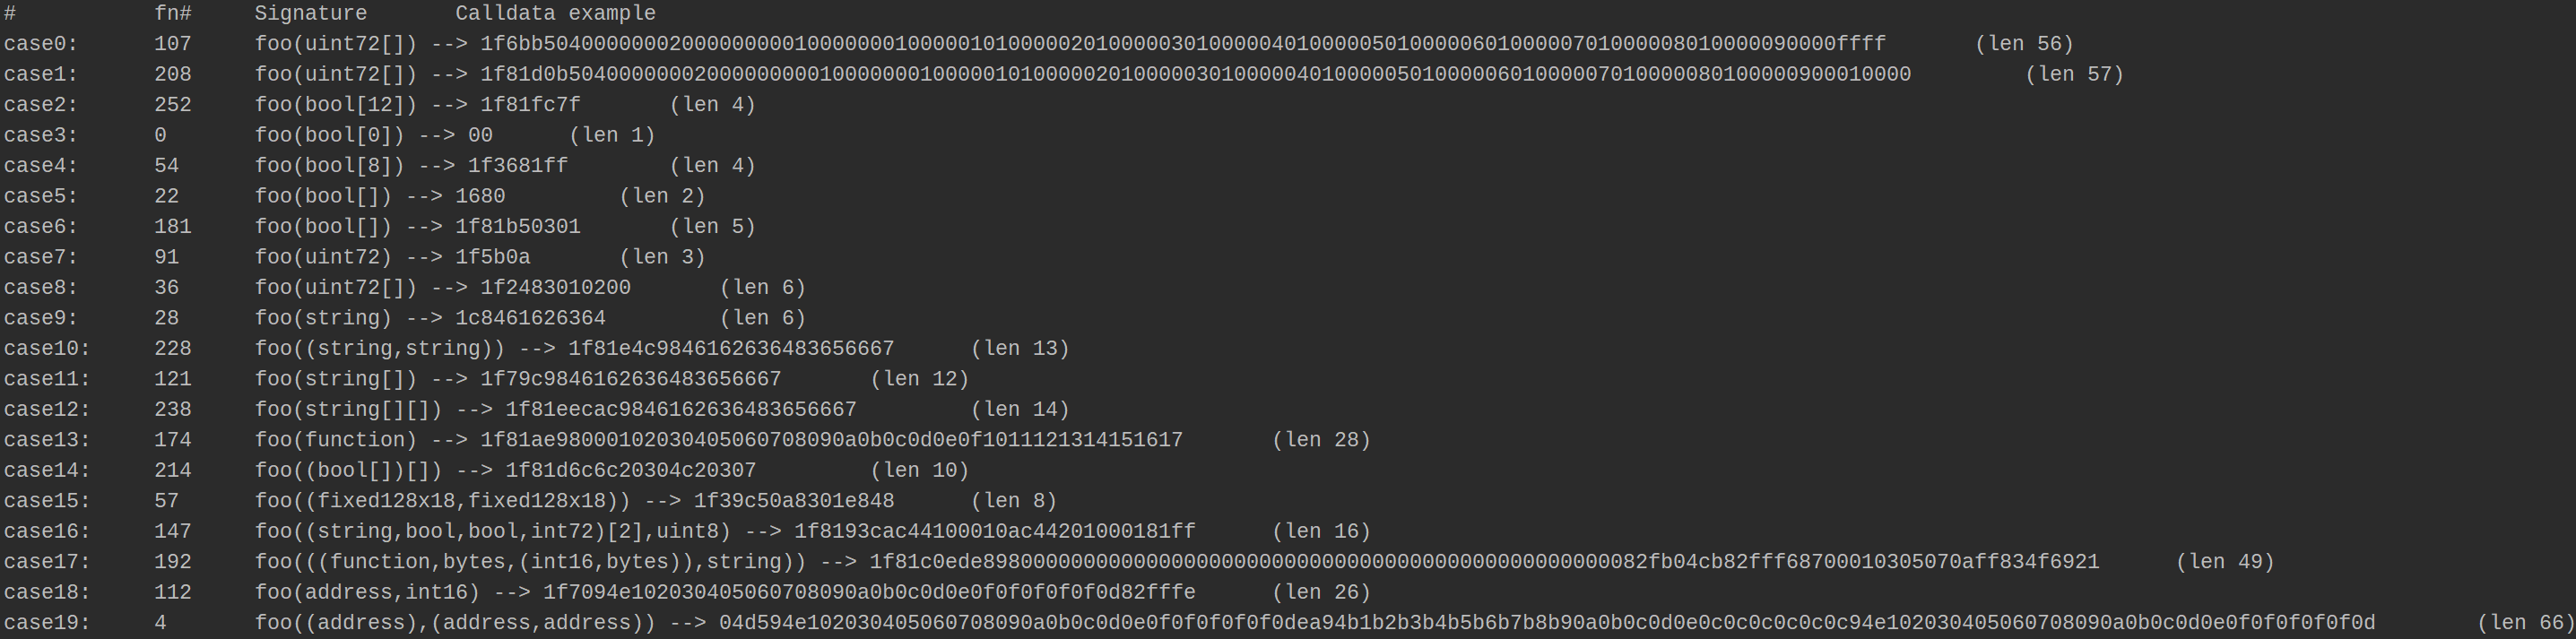 # fn# Signature Calldata example
case0: 107 foo(uint72[]) --> 1f6bb5040000000200000000010000000100000101000002010000030100000401000005010000060100000701000008010000090000ffff (len 56)
case1: 208 foo(uint72[]) --> 1f81d0b50400000002000000000100000001000001010000020100000301000004010000050100000601000007010000080100000900010000 (len 57)
case2: 252 foo(bool[12]) --> 1f81fc7f (len 4)
case3: 0 foo(bool[0]) --> 00 (len 1)
case4: 54 foo(bool[8]) --> 1f3681ff (len 4)
case5: 22 foo(bool[]) --> 1680 (len 2)
case6: 181 foo(bool[]) --> 1f81b50301 (len 5)
case7: 91 foo(uint72) --> 1f5b0a (len 3)
case8: 36 foo(uint72[]) --> 1f2483010200 (len 6)
case9: 28 foo(string) --> 1c8461626364 (len 6)
case10: 228 foo((string,string)) --> 1f81e4c9846162636483656667 (len 13)
case11: 121 foo(string[]) --> 1f79c9846162636483656667 (len 12)
case12: 238 foo(string[][]) --> 1f81eecac9846162636483656667 (len 14)
case13: 174 foo(function) --> 1f81ae98000102030405060708090a0b0c0d0e0f1011121314151617 (len 28)
case14: 214 foo((bool[])[]) --> 1f81d6c6c20304c20307 (len 10)
case15: 57 foo((fixed128x18,fixed128x18)) --> 1f39c50a8301e848 (len 8)
case16: 147 foo((string,bool,bool,int72)[2],uint8) --> 1f8193cac44100010ac44201000181ff (len 16)
case17: 192 foo(((function,bytes,(int16,bytes)),string)) --> 1f81c0ede89800000000000000000000000000000000000000000000000082fb04cb82fff68700010305070aff834f6921 (len 49)
case18: 112 foo(address,int16) --> 1f7094e102030405060708090a0b0c0d0e0f0f0f0f0f0d82fffe (len 26)
case19: 4 foo((address),(address,address)) --> 04d594e102030405060708090a0b0c0d0e0f0f0f0f0f0dea94b1b2b3b4b5b6b7b8b90a0b0c0d0e0c0c0c0c0c0c94e102030405060708090a0b0c0d0e0f0f0f0f0f0d (len 66)